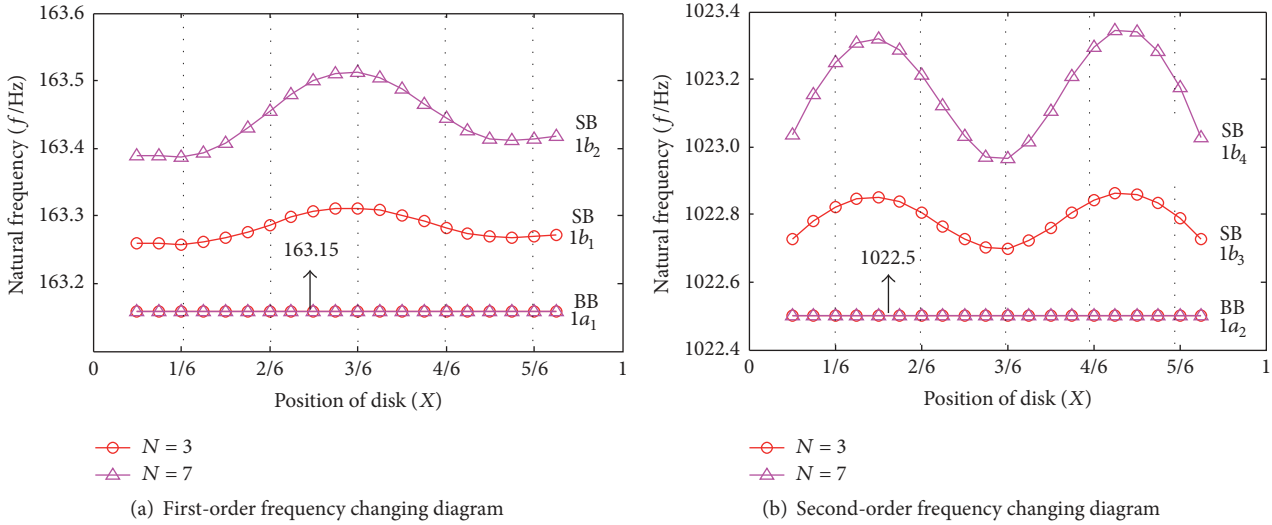 163.6
163.5
163.4
163.3
163.2
Natural frequency (f/Hz)
SB
1b₂
SB
1b₁
163.15
BB
1a₁
0
1/6
2/6
3/6
4/6
5/6
1
Position of disk (X)
N = 3
N = 7
(a) First-order frequency changing diagram
1023.4
1023.2
1023.0
1022.8
1022.6
1022.4
Natural frequency (f/Hz)
SB
1b₄
SB
1b₃
1022.5
BB
1a₂
0
1/6
2/6
3/6
4/6
5/6
1
Position of disk (X)
N = 3
N = 7
(b) Second-order frequency changing diagram